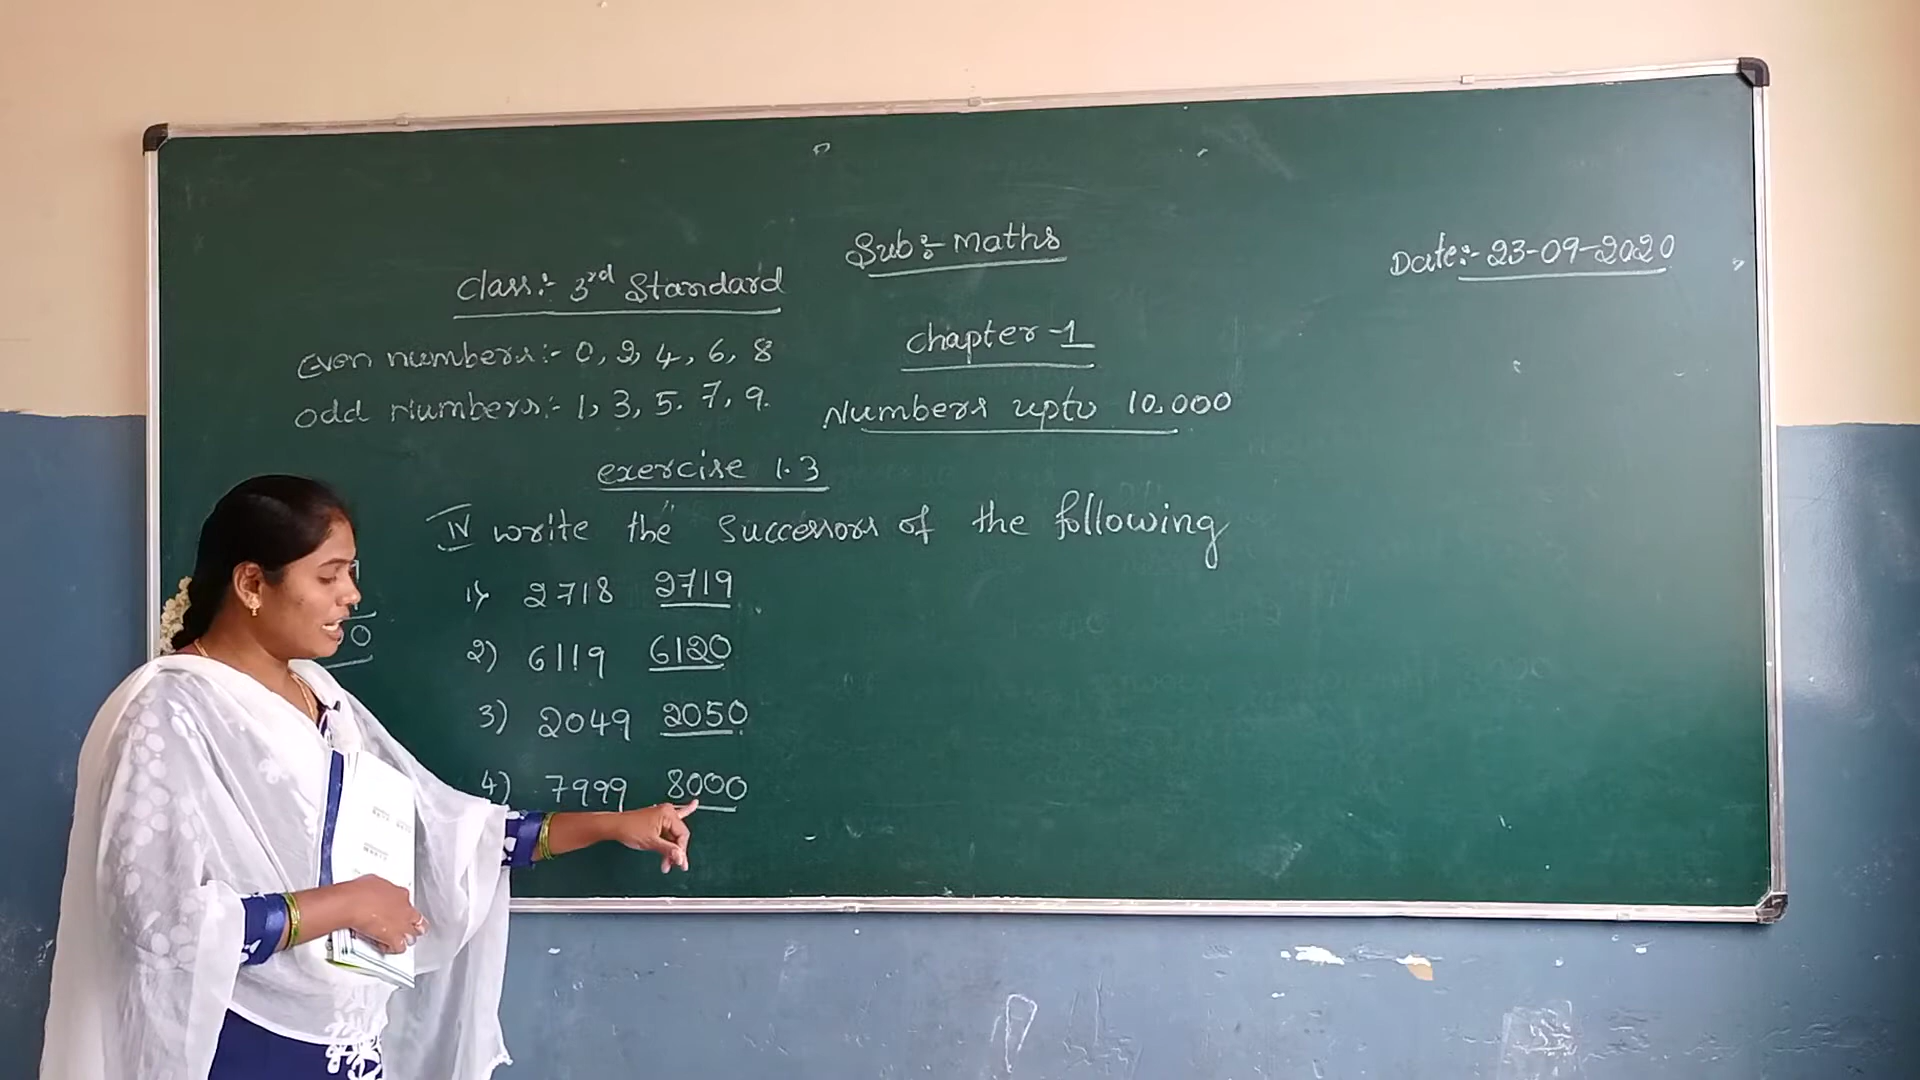 Sub:- Maths
Date:- 23-09-2020
Class:- 3rd Standard
Chapter-1
Even numbers:- 0, 2, 4, 6, 8
odd Numbers:- 1, 3, 5, 7, 9.
Numbers upto 10,000
exercise 1.3
IV write the successors of the following
1) 2718 2719
2) 6119 6120
3) 2049 2050
4) 7999 8000